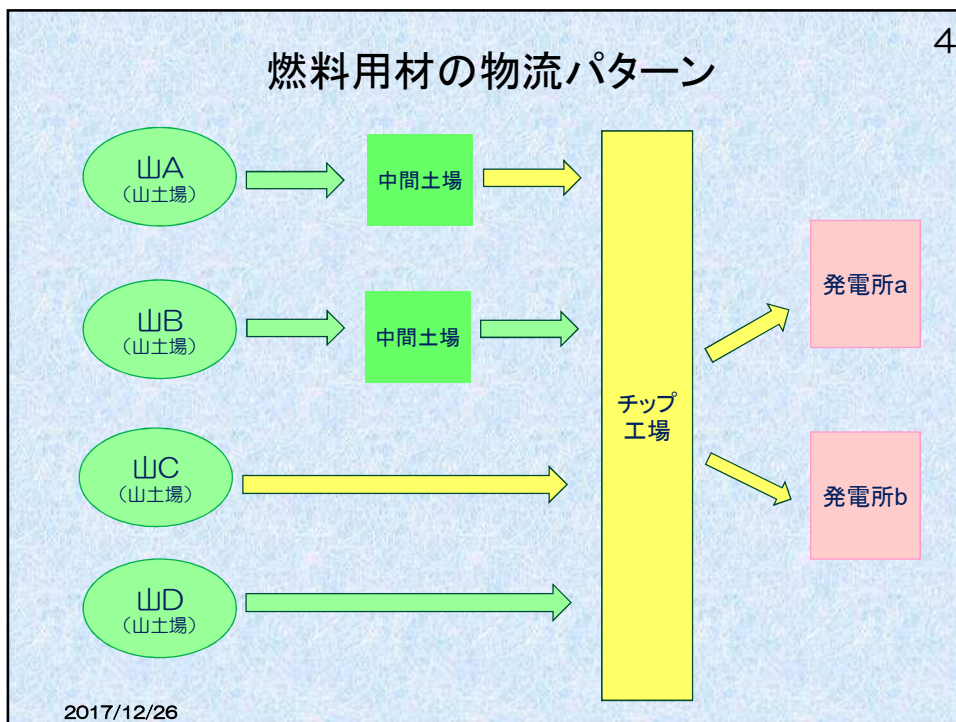 4
燃料用材の物流パターン
山A
（山土場）
中間土場
山B
（山土場）
中間土場
発電所a
チップ
工場
山C
（山土場）
発電所b
山D
（山土場）
2017/12/26